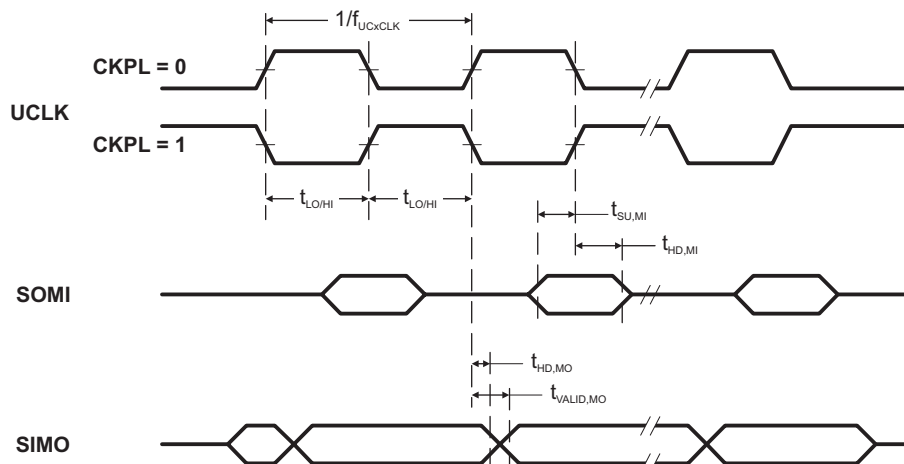 1/fUCxCLK
CKPL = 0
UCLK
CKPL = 1
tLO/HI tLO/HI
tSU,MI
tHD,MI
SOMI
tHD,MO
tVALID,MO
SIMO